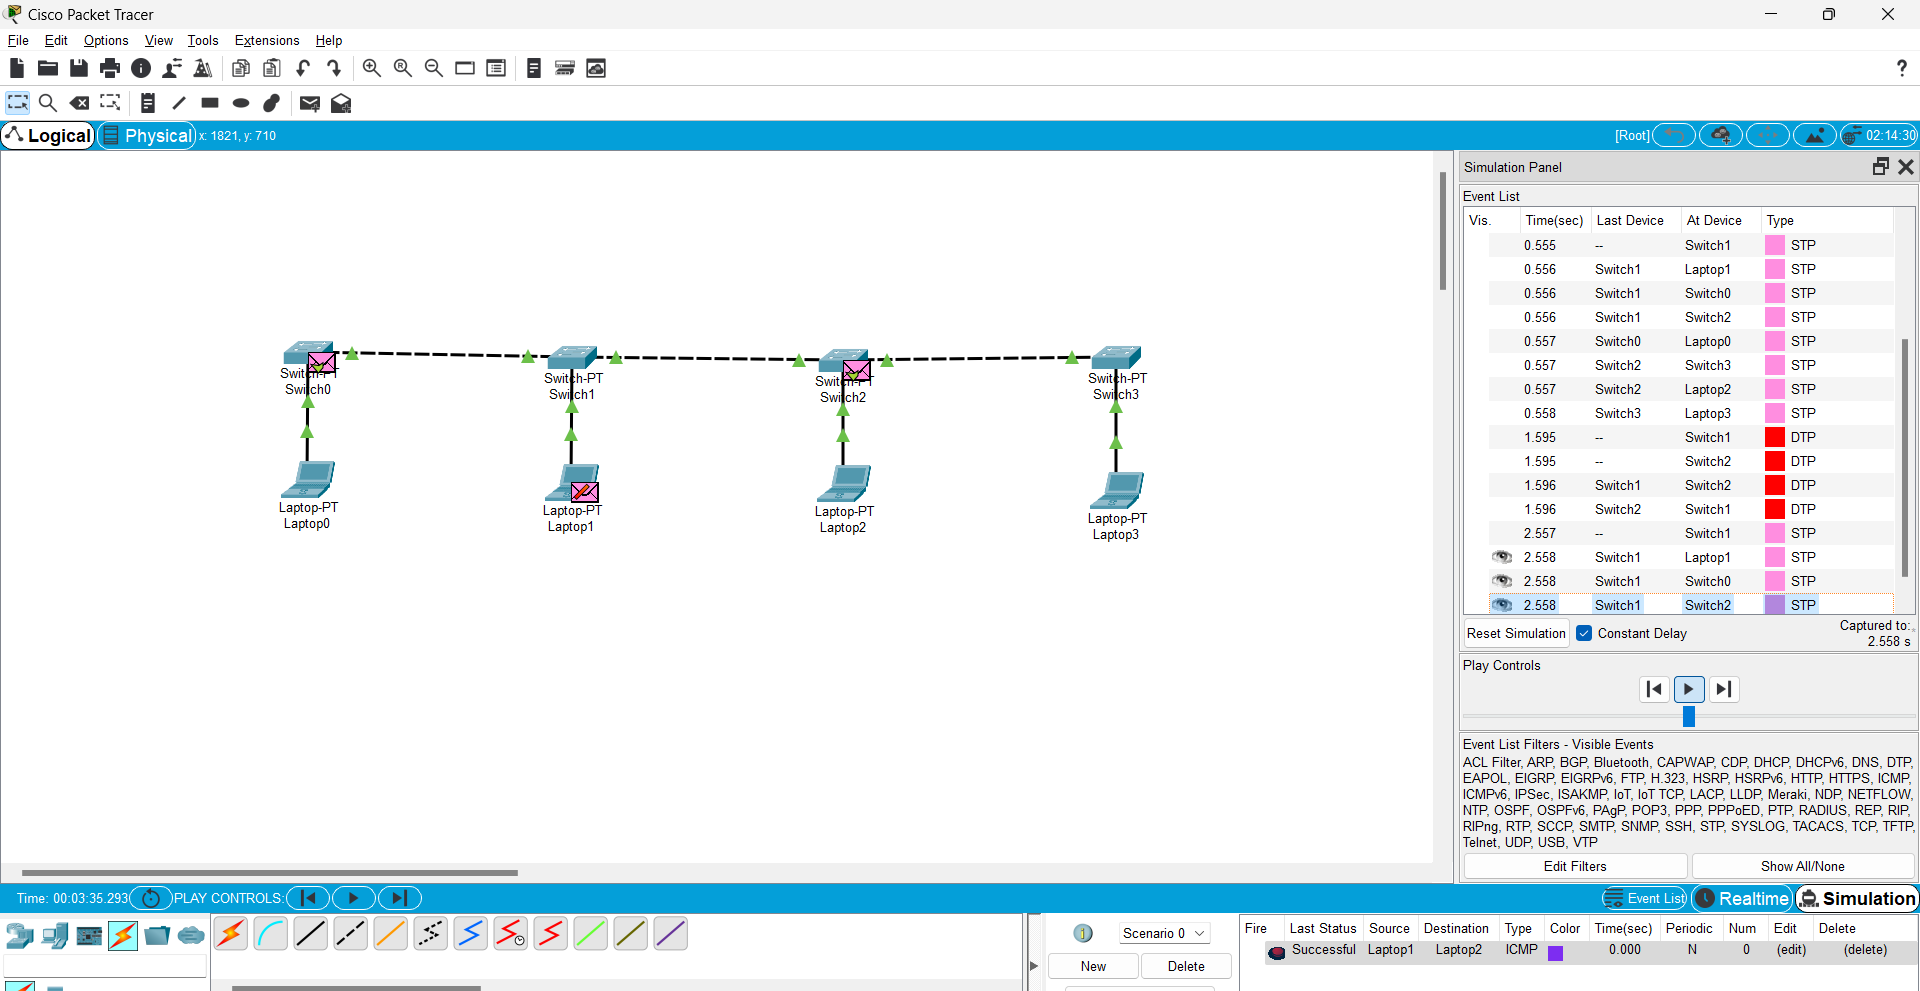 Cisco Packet Tracer
File Edit Options View Tools Extensions Help
Logical Physical x: 1821, y: 710 [Root] 02:14:30
Simulation Panel
Event List
Vis. Time(sec) Last Device At Device Type
0.555 -- Switch1 STP
0.556 Switch1 Laptop1 STP
0.556 Switch1 Switch0 STP
0.556 Switch1 Switch2 STP
0.557 Switch0 Laptop0 STP
0.557 Switch2 Switch3 STP
0.557 Switch2 Laptop2 STP
0.558 Switch3 Laptop3 STP
1.595 -- Switch1 DTP
1.595 -- Switch2 DTP
1.596 Switch1 Switch2 DTP
1.596 Switch2 Switch1 DTP
2.557 -- Switch1 STP
2.558 Switch1 Laptop1 STP
2.558 Switch1 Switch0 STP
2.558 Switch1 Switch2 STP
Reset Simulation Constant Delay Captured to:
2.558 s
Play Controls
Event List Filters - Visible Events
ACL Filter, ARP, BGP, Bluetooth, CAPWAP, CDP, DHCP, DHCPv6, DNS, DTP,
EAPOL, EIGRP, EIGRPv6, FTP, H.323, HSRP, HSRPv6, HTTP, HTTPS, ICMP,
ICMPv6, IPSec, ISAKMP, IoT, IoT TCP, LACP, LLDP, Meraki, NDP, NETFLOW,
NTP, OSPF, OSPFv6, PAgP, POP3, PPP, PPPoED, PTP, RADIUS, REP, RIP,
RIPng, RTP, SCCP, SMTP, SNMP, SSH, STP, SYSLOG, TACACS, TCP, TFTP,
Telnet, UDP, USB, VTP
Edit Filters Show All/None
Switch-PT
Switch0
Switch-PT
Switch1
Switch-PT
Switch2
Switch-PT
Switch3
Laptop-PT
Laptop0
Laptop-PT
Laptop1
Laptop-PT
Laptop2
Laptop-PT
Laptop3
Time: 00:03:35.293 PLAY CONTROLS: Event List Realtime Simulation
Scenario 0
New Delete
Fire Last Status Source Destination Type Color Time(sec) Periodic Num Edit Delete
Successful Laptop1 Laptop2 ICMP 0.000 N 0 (edit) (delete)